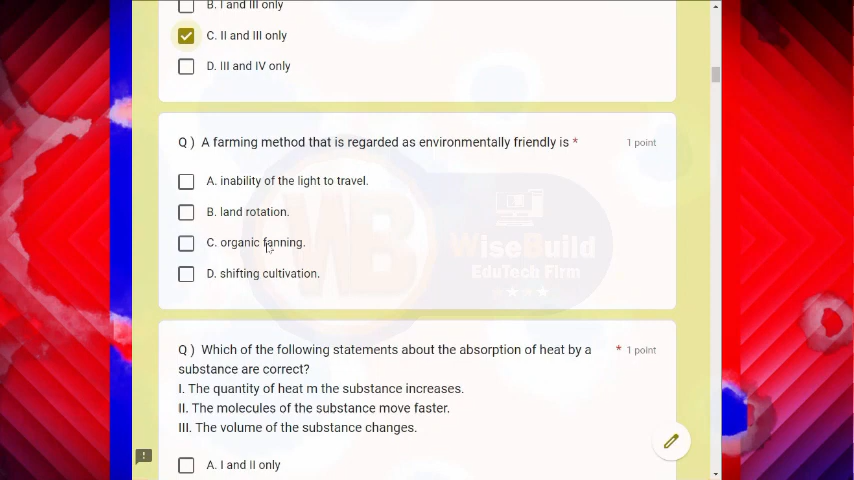 B. I and III only
C. II and III only
D. III and IV only
Q ) A farming method that is regarded as environmentally friendly is *
1 point
A. inability of the light to travel.
B. land rotation.
C. organic fanning.
D. shifting cultivation.
WB
WiseBuild
EduTech Firm
Q ) Which of the following statements about the absorption of heat by a
* 1 point
substance are correct?
I. The quantity of heat m the substance increases.
II. The molecules of the substance move faster.
III. The volume of the substance changes.
A. I and II only